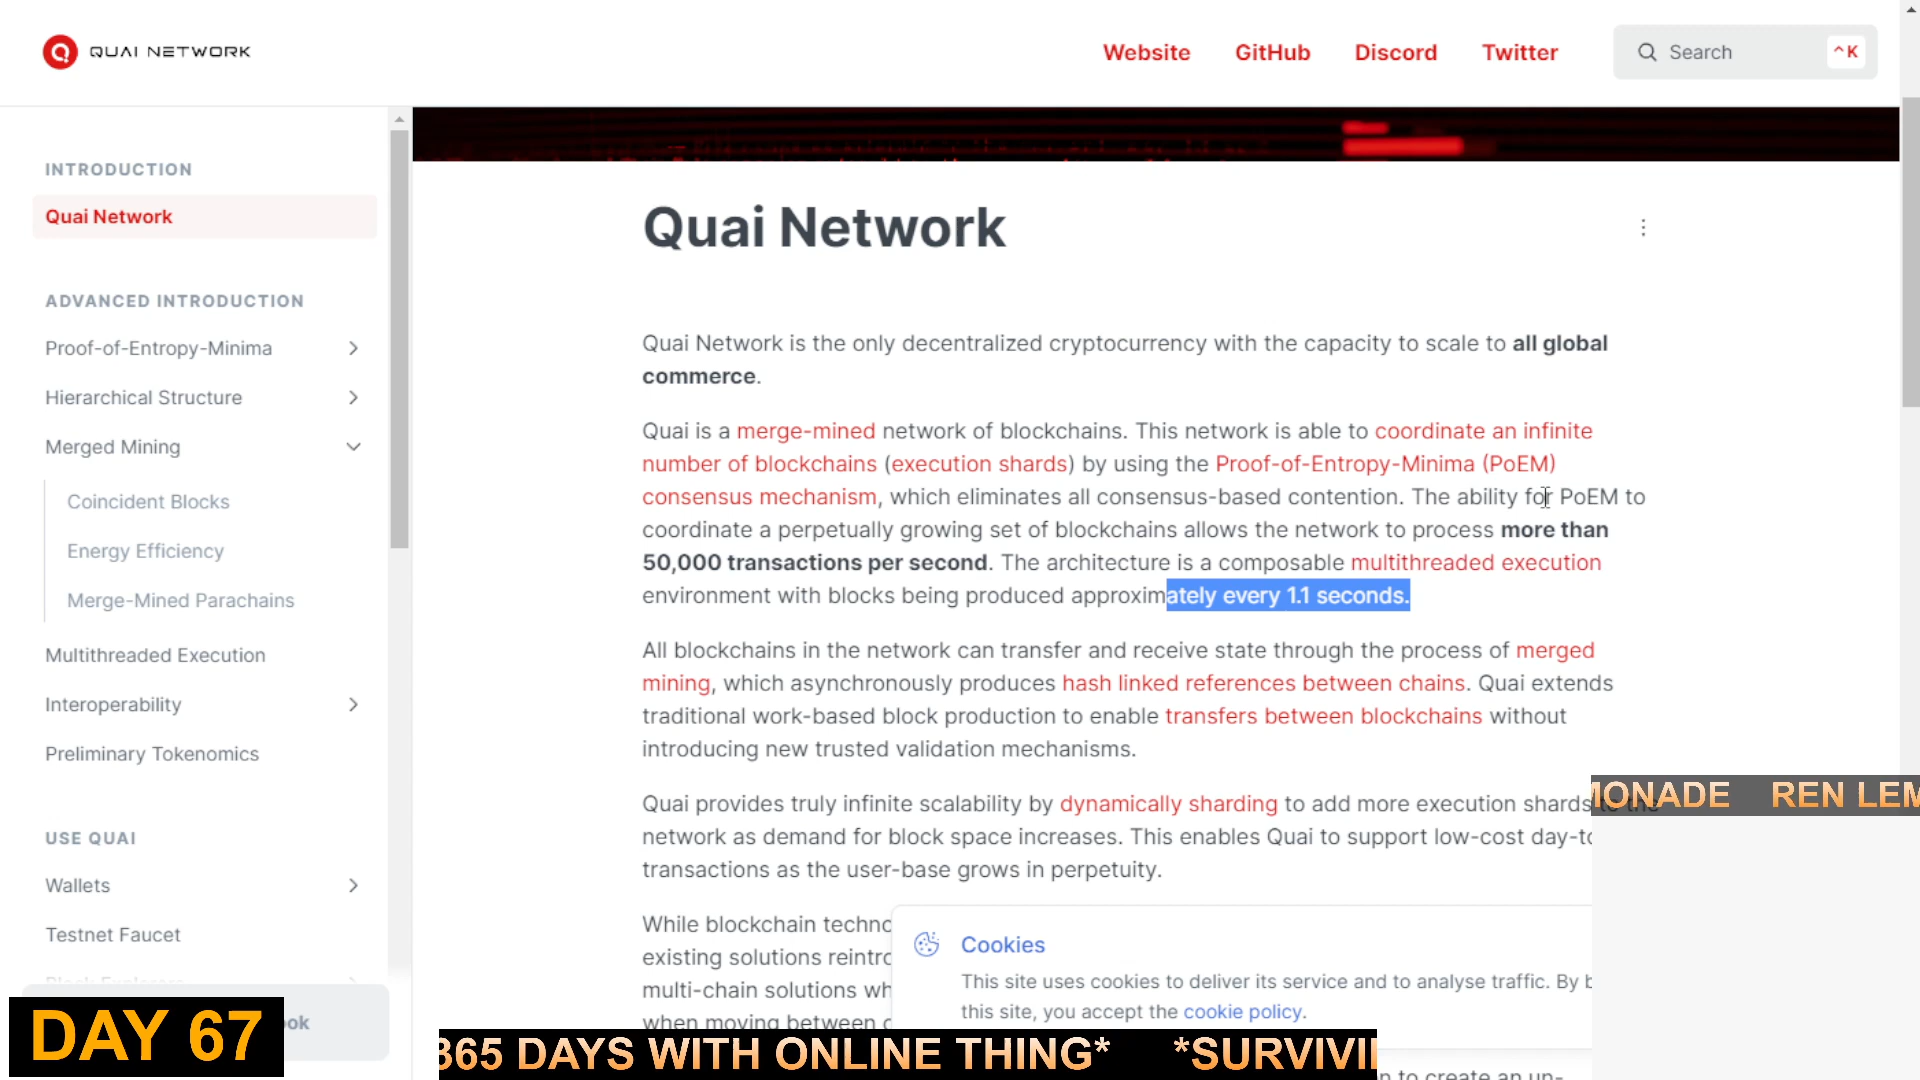 QUAI NETWORK
Website
GitHub
Discord
Twitter
Search
^K
INTRODUCTION
Quai Network
ADVANCED INTRODUCTION
Proof-of-Entropy-Minima
Hierarchical Structure
Merged Mining
Coincident Blocks
Energy Efficiency
Merge-Mined Parachains
Multithreaded Execution
Interoperability
Preliminary Tokenomics
USE QUAI
Wallets
Testnet Faucet
Quai Network
Quai Network is the only decentralized cryptocurrency with the capacity to scale to all global
commerce.
Quai is a merge-mined network of blockchains. This network is able to coordinate an infinite
number of blockchains (execution shards) by using the Proof-of-Entropy-Minima (PoEM)
consensus mechanism, which eliminates all consensus-based contention. The ability for PoEM to
coordinate a perpetually growing set of blockchains allows the network to process more than
50,000 transactions per second. The architecture is a composable multithreaded execution
environment with blocks being produced approximately every 1.1 seconds.
All blockchains in the network can transfer and receive state through the process of merged
mining, which asynchronously produces hash linked references between chains. Quai extends
traditional work-based block production to enable transfers between blockchains without
introducing new trusted validation mechanisms.
Quai provides truly infinite scalability by dynamically sharding to add more execution shards to the
network as demand for block space increases. This enables Quai to support low-cost day-to
transactions as the user-base grows in perpetuity.
While blockchain techno
existing solutions reintro
multi-chain solutions wh
when moving between
Cookies
This site uses cookies to deliver its service and to analyse traffic. By b
this site, you accept the cookie policy.
MONADE REN LEM
DAY 67
ook
365 DAYS WITH ONLINE THING* *SURVIVI
n to create an un-